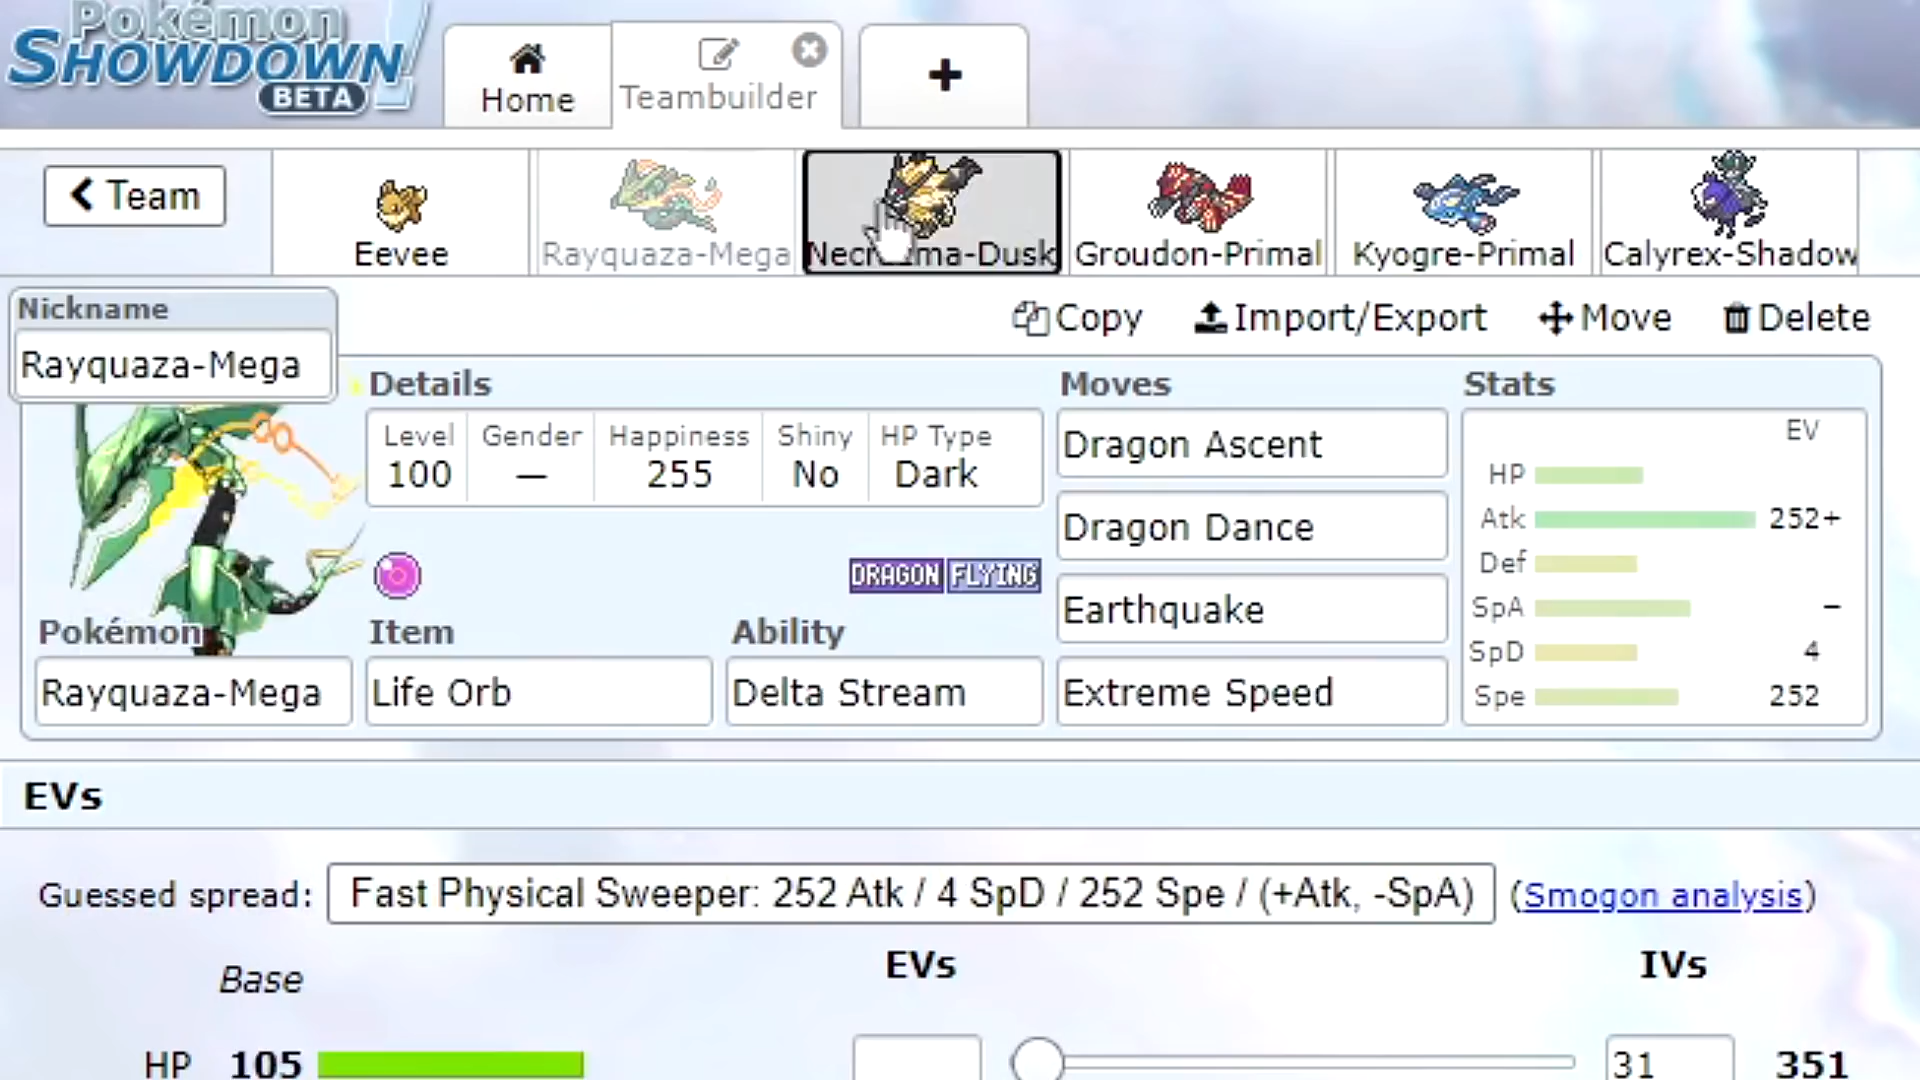 Pokémon
SHOWDOWN!
BETA
Home
Teambuilder
Team
Eevee
Rayquaza-Mega
Groudon-Primal
Kyogre-Primal
Calyrex-Shadow
Nickname
Rayquaza-Mega
Copy
Import/Export
Move
Delete
Details
Level
100
Gender
—
Happiness
255
Shiny
No
HP Type
Dark
DRAGON FLYING
Pokémon
Rayquaza-Mega
Item
Life Orb
Ability
Delta Stream
Moves
Dragon Ascent
Dragon Dance
Earthquake
Extreme Speed
Stats
EV
HP
Atk 252+
Def
SpA −
SpD 4
Spe 252
EVs
Guessed spread: Fast Physical Sweeper: 252 Atk / 4 SpD / 252 Spe / (+Atk, -SpA) (Smogon analysis)
Base EVs IVs
HP 105 31 351